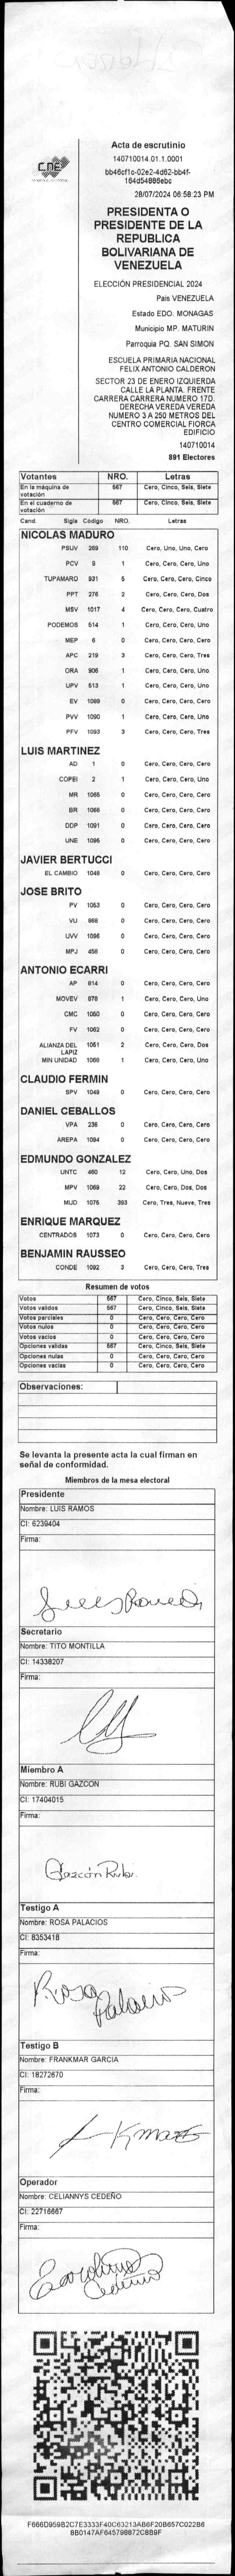 CNE
Acta de escrutinio
140710014.01.1.0001
bb46cf1c-02e2-4d62-bb4f-
164d54886ebc
28/07/2024 06:58:23 PM
PRESIDENTA O
PRESIDENTE DE LA
REPUBLICA
BOLIVARIANA DE
VENEZUELA
ELECCIÓN PRESIDENCIAL 2024
País VENEZUELA
Estado EDO. MONAGAS
Municipio MP. MATURIN
Parroquia PQ. SAN SIMON
ESCUELA PRIMARIA NACIONAL
FELIX ANTONIO CALDERON
SECTOR 23 DE ENERO IZQUIERDA
CALLE LA PLANTA. FRENTE
CARRERA CARRERA NUMERO 17D.
DERECHA VEREDA VEREDA
NUMERO 3 A 250 METROS DEL
CENTRO COMERCIAL FIORCA
EDIFICIO
140710014
891 Electores
Votantes NRO. Letras
En la máquina de votación 567 Cero, Cinco, Seis, Siete
En el cuaderno de votación 567 Cero, Cinco, Seis, Siete
Cand. Sigla Código NRO. Letras
NICOLAS MADURO
PSUV 269 110 Cero, Uno, Uno, Cero
PCV 9 1 Cero, Cero, Cero, Uno
TUPAMARO 931 5 Cero, Cero, Cero, Cinco
PPT 276 2 Cero, Cero, Cero, Dos
MSV 1017 4 Cero, Cero, Cero, Cuatro
PODEMOS 514 1 Cero, Cero, Cero, Uno
MEP 6 0 Cero, Cero, Cero, Cero
APC 219 3 Cero, Cero, Cero, Tres
ORA 906 1 Cero, Cero, Cero, Uno
UPV 513 1 Cero, Cero, Cero, Uno
EV 1089 0 Cero, Cero, Cero, Cero
PVV 1090 1 Cero, Cero, Cero, Uno
PFV 1093 3 Cero, Cero, Cero, Tres
LUIS MARTINEZ
AD 1 0 Cero, Cero, Cero, Cero
COPEI 2 1 Cero, Cero, Cero, Uno
MR 1065 0 Cero, Cero, Cero, Cero
BR 1066 0 Cero, Cero, Cero, Cero
DDP 1091 0 Cero, Cero, Cero, Cero
UNE 1095 0 Cero, Cero, Cero, Cero
JAVIER BERTUCCI
EL CAMBIO 1048 0 Cero, Cero, Cero, Cero
JOSE BRITO
PV 1053 0 Cero, Cero, Cero, Cero
VU 868 0 Cero, Cero, Cero, Cero
UVV 1096 0 Cero, Cero, Cero, Cero
MPJ 458 0 Cero, Cero, Cero, Cero
ANTONIO ECARRI
AP 814 0 Cero, Cero, Cero, Cero
MOVEV 878 1 Cero, Cero, Cero, Uno
CMC 1050 0 Cero, Cero, Cero, Cero
FV 1062 0 Cero, Cero, Cero, Cero
ALIANZA DEL LAPIZ 1051 2 Cero, Cero, Cero, Dos
MIN UNIDAD 1068 1 Cero, Cero, Cero, Uno
CLAUDIO FERMIN
SPV 1049 0 Cero, Cero, Cero, Cero
DANIEL CEBALLOS
VPA 236 0 Cero, Cero, Cero, Cero
AREPA 1094 0 Cero, Cero, Cero, Cero
EDMUNDO GONZALEZ
UNTC 460 12 Cero, Cero, Uno, Dos
MPV 1069 22 Cero, Cero, Dos, Dos
MUD 1075 393 Cero, Tres, Nueve, Tres
ENRIQUE MARQUEZ
CENTRADOS 1073 0 Cero, Cero, Cero, Cero
BENJAMIN RAUSSEO
CONDE 1092 3 Cero, Cero, Cero, Tres
Resumen de votos
Votos 567 Cero, Cinco, Seis, Siete
Votos validos 567 Cero, Cinco, Seis, Siete
Votos parciales 0 Cero, Cero, Cero, Cero
Votos nulos 0 Cero, Cero, Cero, Cero
Votos vacios 0 Cero, Cero, Cero, Cero
Opciones validas 567 Cero, Cinco, Seis, Siete
Opciones nulas 0 Cero, Cero, Cero, Cero
Opciones vacias 0 Cero, Cero, Cero, Cero
Observaciones:
Se levanta la presente acta la cual firman en
señal de conformidad.
Miembros de la mesa electoral
Presidente
Nombre: LUIS RAMOS
CI: 6239404
Firma:
Secretario
Nombre: TITO MONTILLA
CI: 14338207
Firma:
Miembro A
Nombre: RUBI GAZCON
CI: 17404015
Firma:
Gazcón Rubi.
Testigo A
Nombre: ROSA PALACIOS
CI: 8353418
Firma:
Rosa Palacios
Testigo B
Nombre: FRANKMAR GARCIA
CI: 18272670
Firma:
Operador
Nombre: CELIANNYS CEDEÑO
CI: 22716667
Firma:
F666D959B2C7E3333F40C63213AB6F20B657C022B6
8B0147AF645798872C8B9F